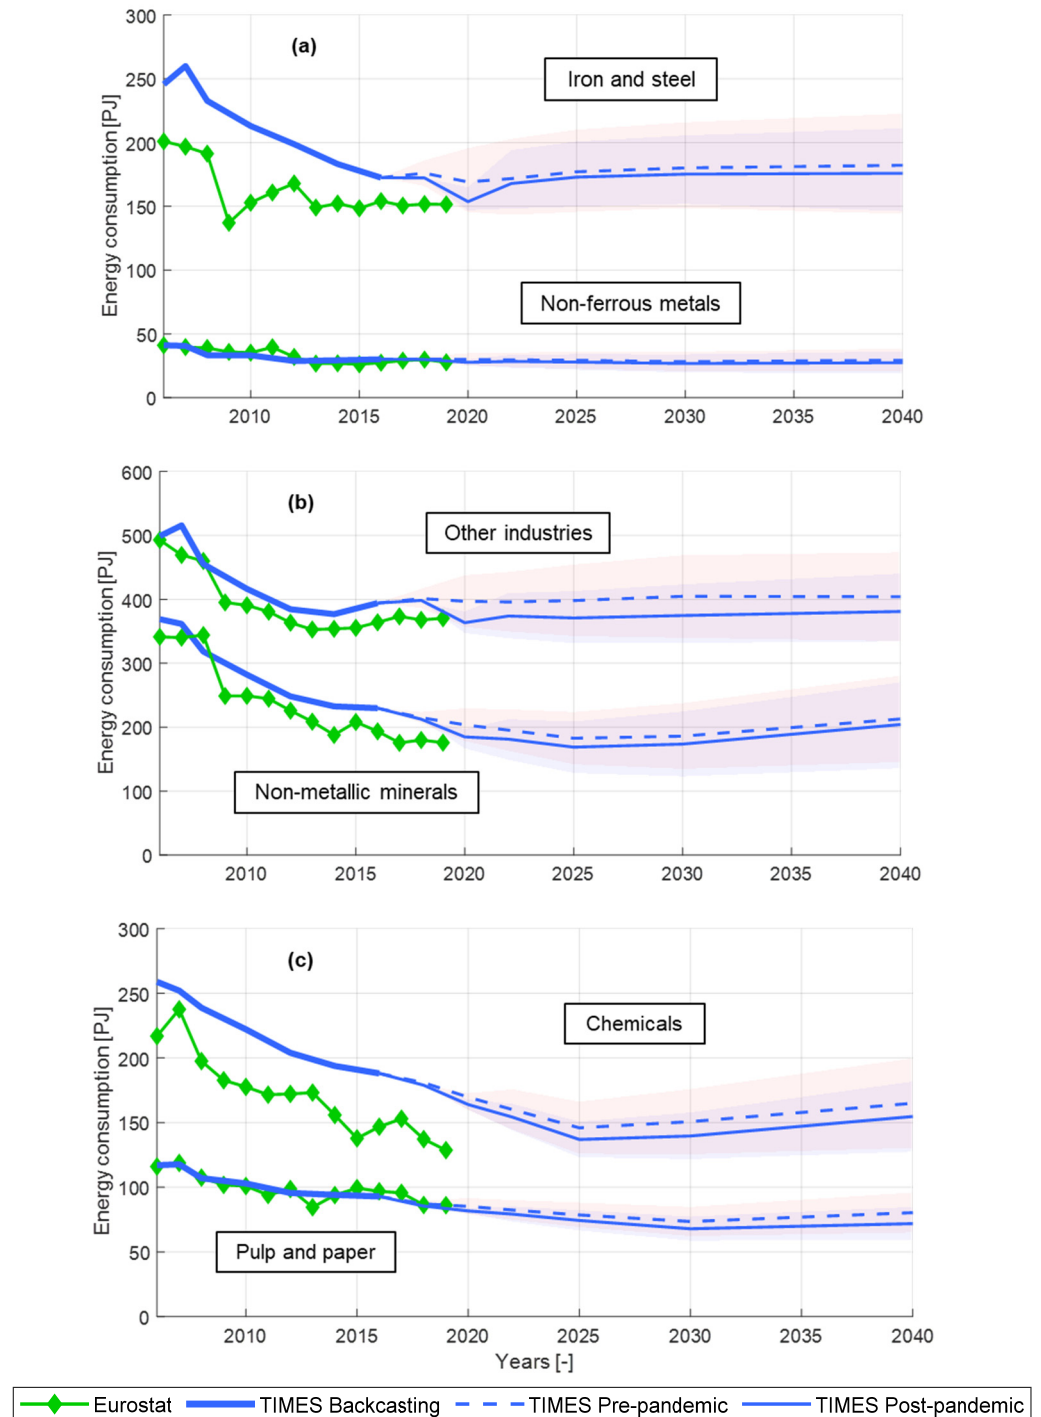 300
(a)
Iron and steel
250
200
150
Non-ferrous metals
100
50
0
Energy consumption [PJ]
2010 2015 2020 2025 2030 2035 2040
600
(b)
Other industries
500
400
300
200
Non-metallic minerals
100
0
Energy consumption [PJ]
2010 2015 2020 2025 2030 2035 2040
300
(c)
250
Chemicals
200
150
100
Pulp and paper
50
0
Energy consumption [PJ]
2010 2015 2020 2025 2030 2035 2040
Years [-]
Eurostat TIMES Backcasting TIMES Pre-pandemic TIMES Post-pandemic